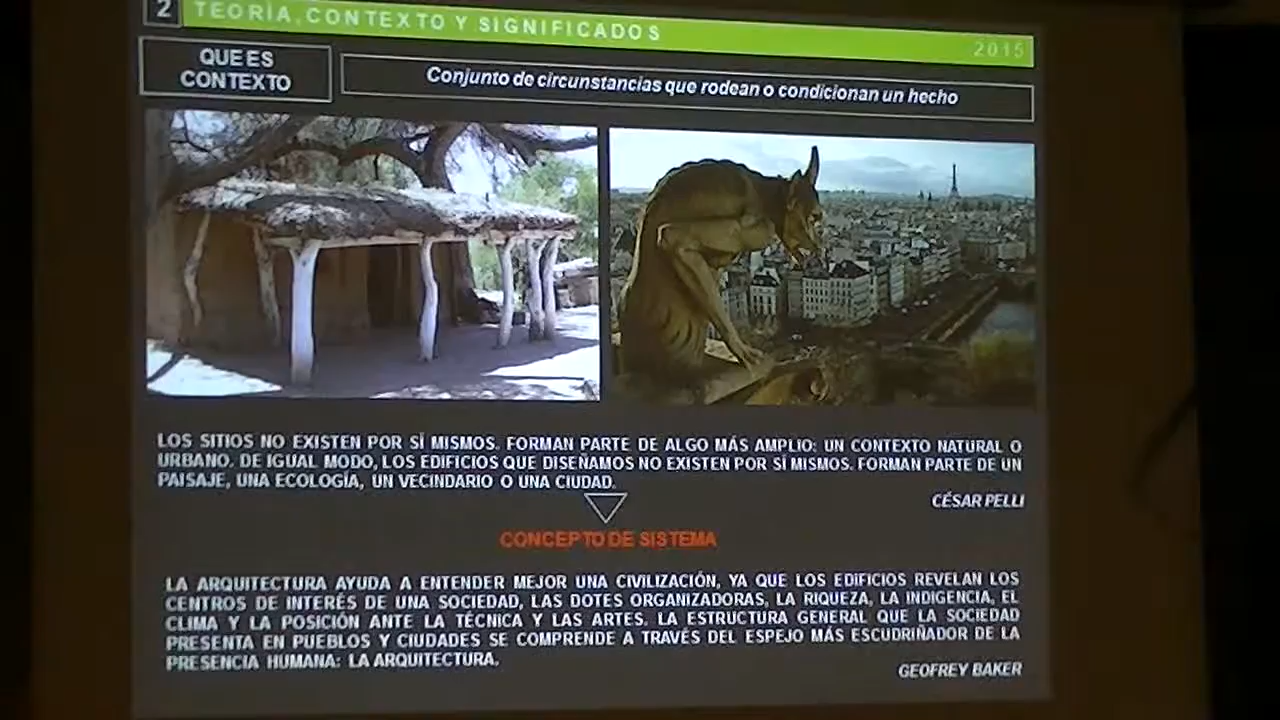 2 TEORÍA, CONTEXTO Y SIGNIFICADOS
2015
QUE ES
CONTEXTO
Conjunto de circunstancias que rodean o condicionan un hecho
LOS SITIOS NO EXISTEN POR SÍ MISMOS. FORMAN PARTE DE ALGO MÁS AMPLIO: UN CONTEXTO NATURAL O
URBANO. DE IGUAL MODO, LOS EDIFICIOS QUE DISEÑAMOS NO EXISTEN POR SÍ MISMOS. FORMAN PARTE DE UN
PAISAJE, UNA ECOLOGÍA, UN VECINDARIO O UNA CIUDAD.
CÉSAR PELLI
CONCEPTO DE SISTEMA
LA ARQUITECTURA AYUDA A ENTENDER MEJOR UNA CIVILIZACIÓN, YA QUE LOS EDIFICIOS REVELAN LOS
CENTROS DE INTERÉS DE UNA SOCIEDAD, LAS DOTES ORGANIZADORAS, LA RIQUEZA, LA INDIGENCIA, EL
CLIMA Y LA POSICIÓN ANTE LA TÉCNICA Y LAS ARTES. LA ESTRUCTURA GENERAL QUE LA SOCIEDAD
PRESENTA EN PUEBLOS Y CIUDADES SE COMPRENDE A TRAVÉS DEL ESPEJO MÁS ESCUDRIÑADOR DE LA
PRESENCIA HUMANA: LA ARQUITECTURA.
GEOFREY BAKER